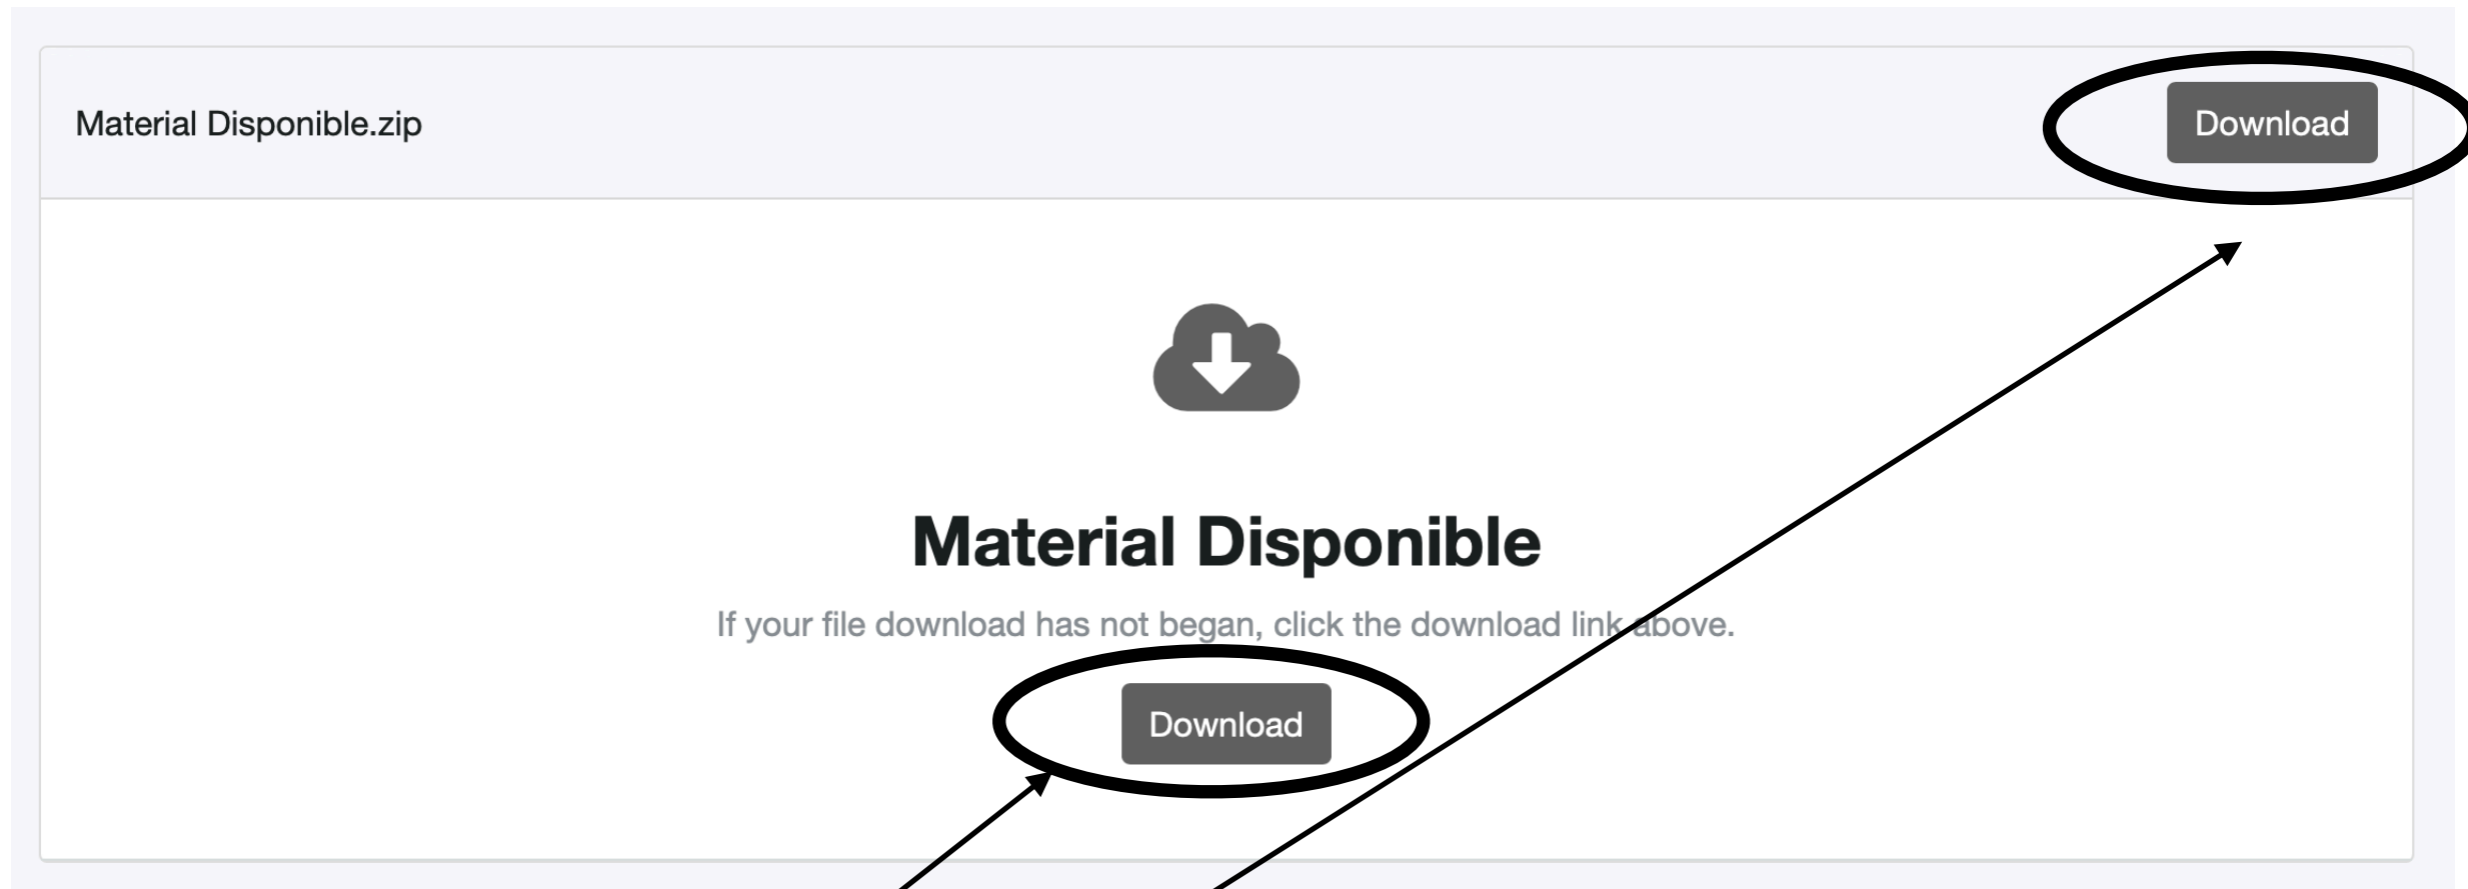 Material Disponible.zip
Download
Material Disponible
If your file download has not began, click the download link above.
Download